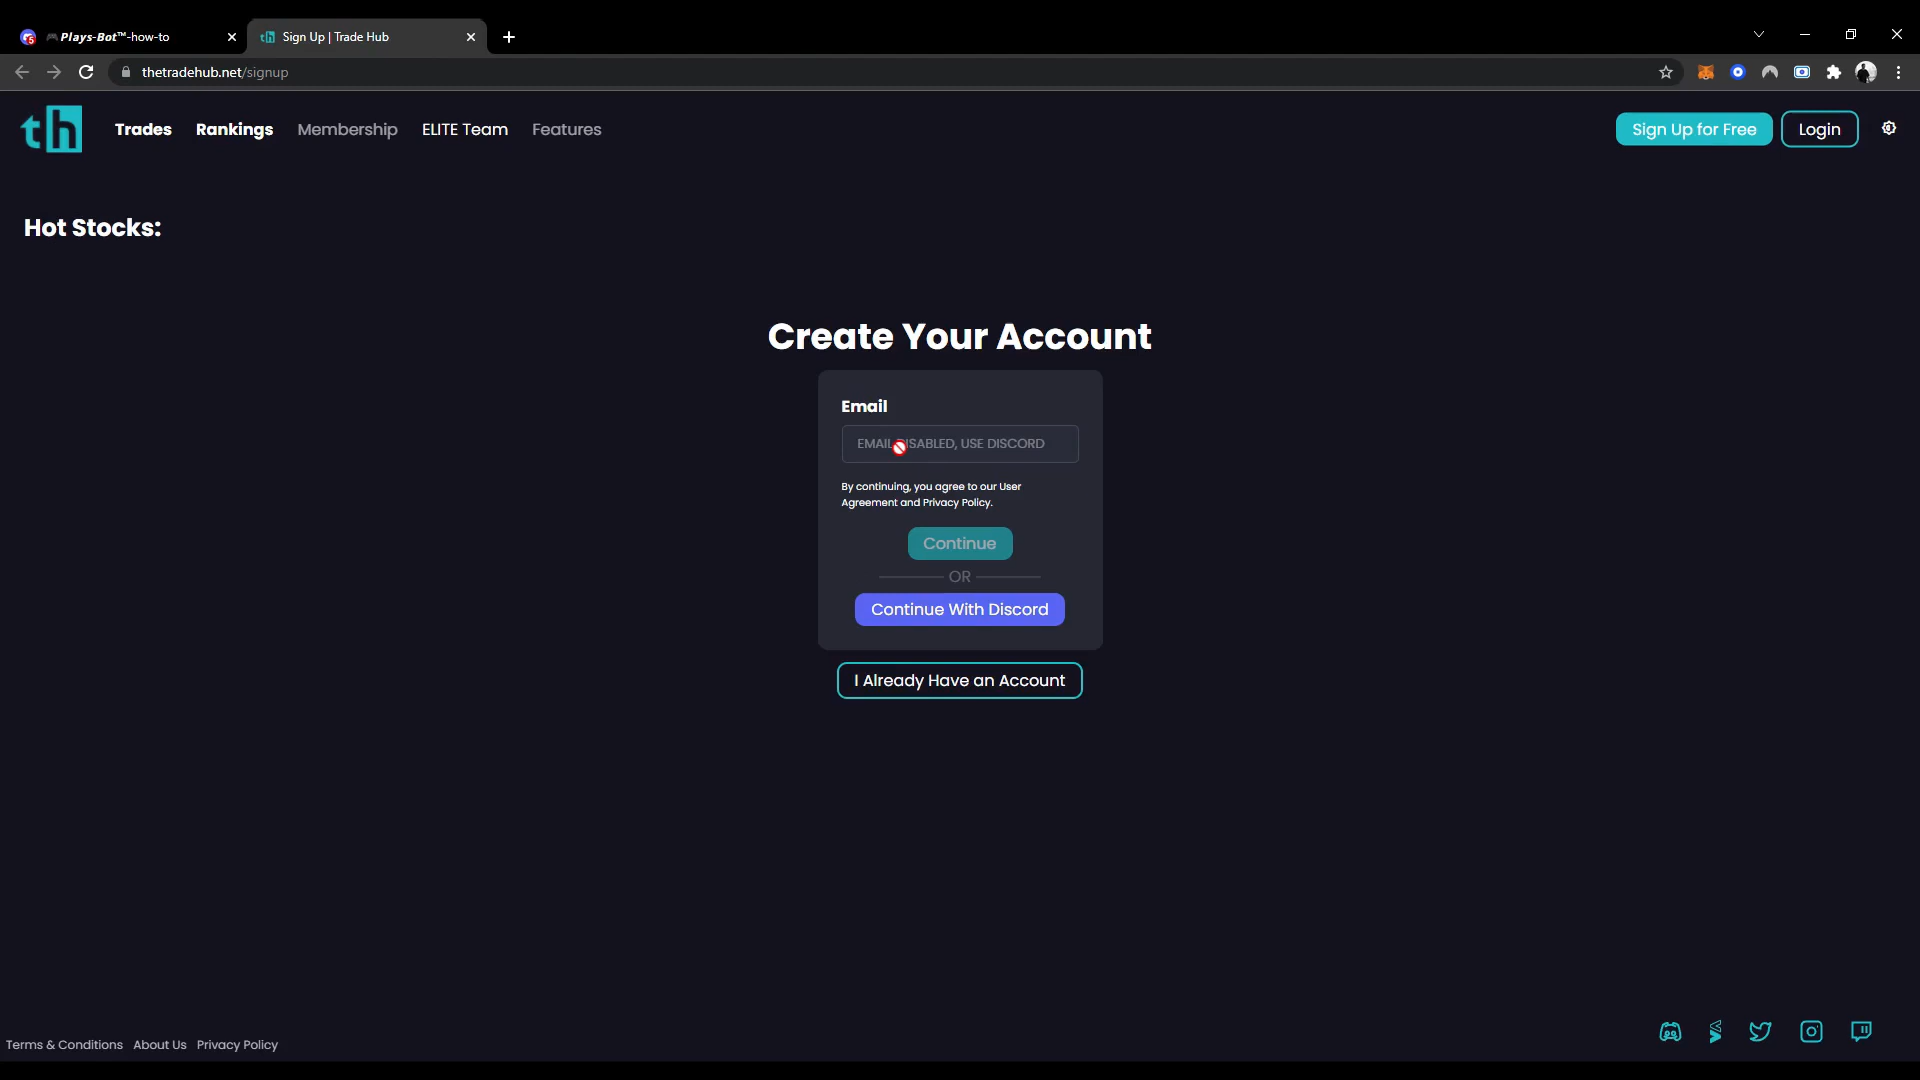 🎮𝙋𝙡𝙖𝙮𝙨-𝘽𝙤𝙩™-how-to
th Sign Up | Trade Hub
thetradehub.net/signup
th Trades Rankings Membership ELITE Team Features Sign Up for Free Login
Hot Stocks:
Create Your Account
Email
EMAIL DISABLED, USE DISCORD
By continuing, you agree to our User
Agreement and Privacy Policy.
Continue
OR
Continue With Discord
I Already Have an Account
Terms & Conditions About Us Privacy Policy